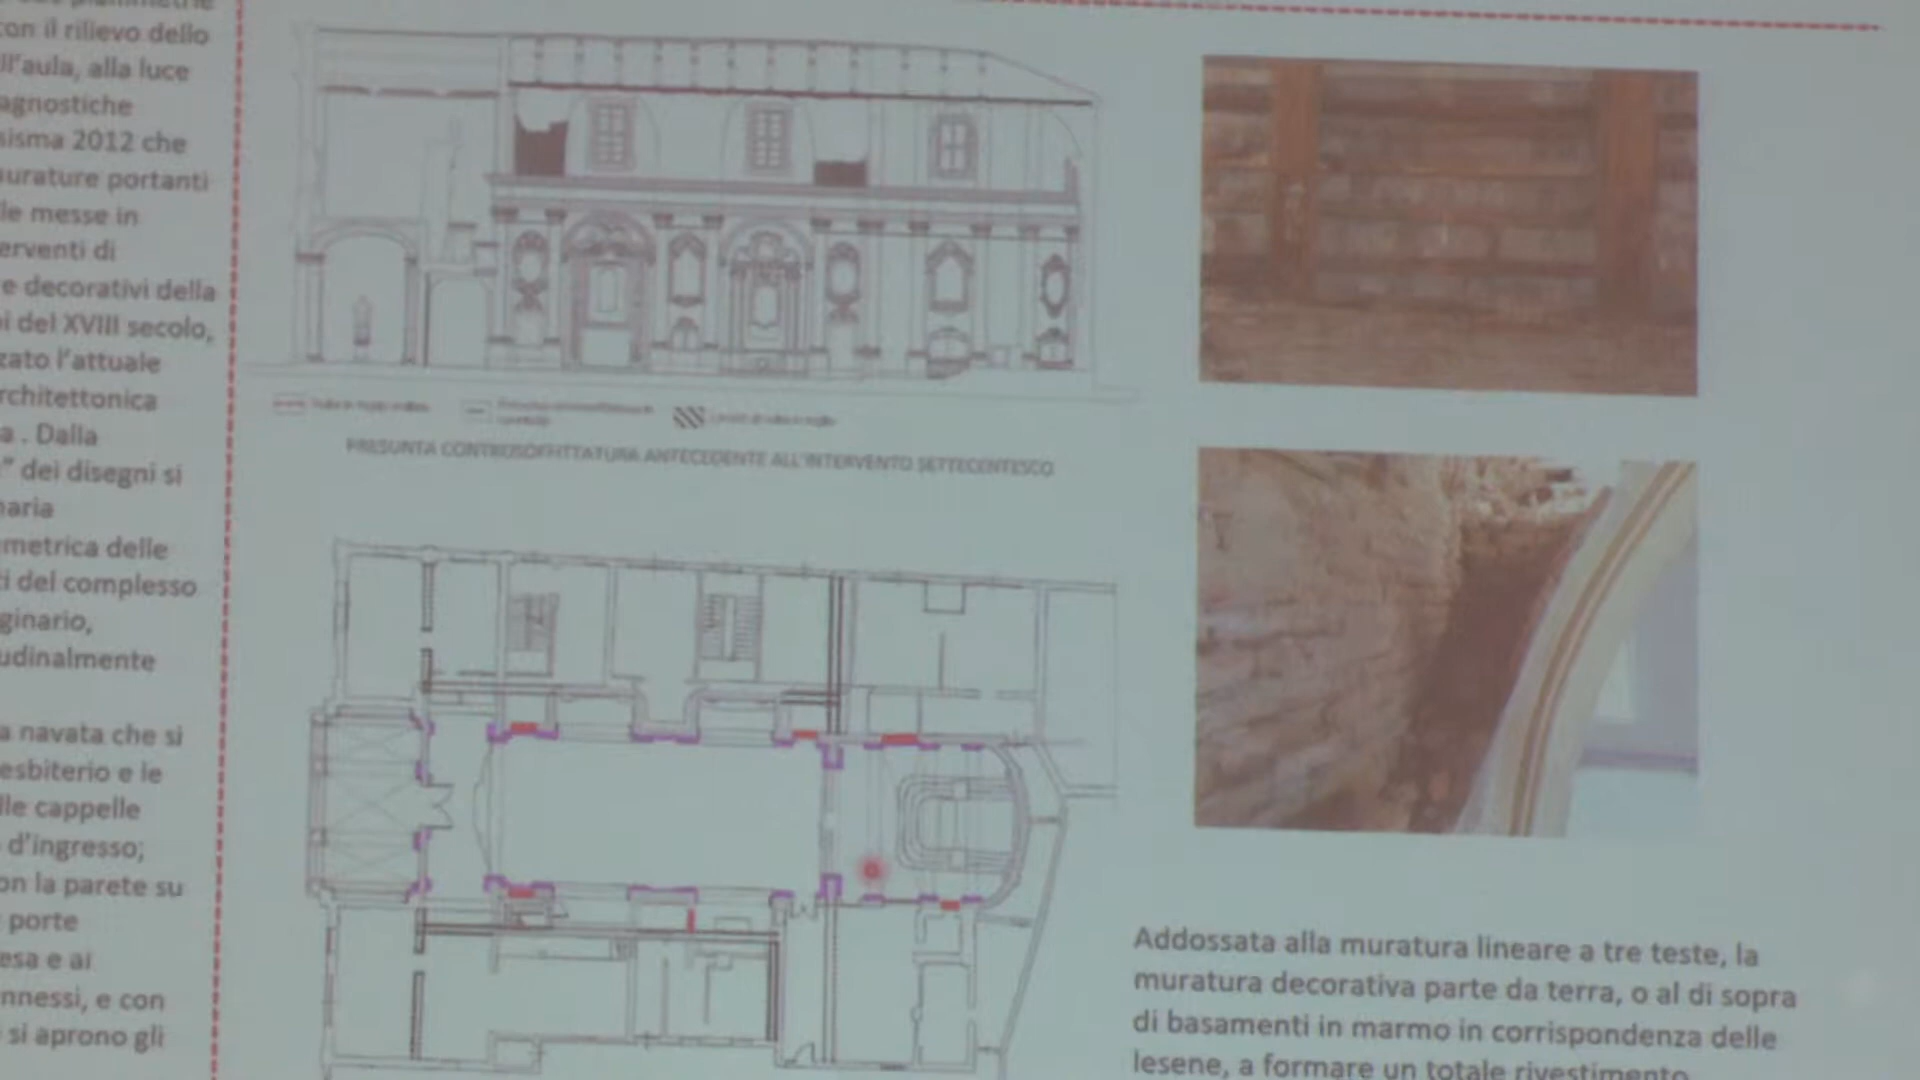 con il rilievo dello
ll'aula, alla luce
agnostiche
sisma 2012 che
urature portanti
le messe in
erventi di
e decorativi della
i del XVIII secolo,
zato l'attuale
rchitettonica
a . Dalla
" dei disegni si
naria
metrica delle
ti del complesso
ginario,
udinalmente
a navata che si
esbiterio e le
lle cappelle
d'ingresso;
on la parete su
porte
esa e ai
nnessi, e con
si aprono gli
PRESUNTA CONTROSOFFITTATURA ANTECEDENTE ALL'INTERVENTO SETTECENTESCO
Addossata alla muratura lineare a tre teste, la
muratura decorativa parte da terra, o al di sopra
di basamenti in marmo in corrispondenza delle
lesene, a formare un totale rivestimento